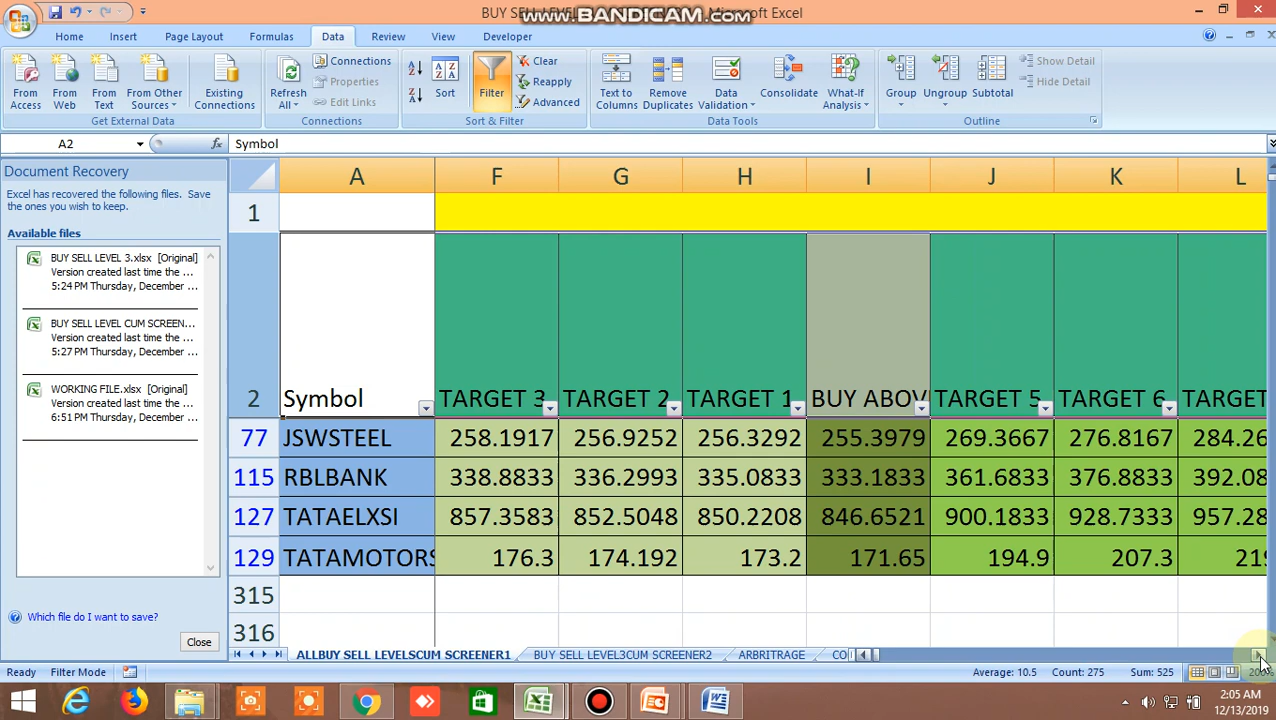 BUY SELL LEVEL
www.BANDICAM.com
Microsoft Excel
Home Insert Page Layout Formulas Data Review View Developer
From Access
From Web
From Text
From Other Sources
Existing Connections
Get External Data
Refresh All
Connections
Properties
Edit Links
Connections
Sort
Filter
Clear
Reapply
Advanced
Sort & Filter
Text to Columns
Remove Duplicates
Data Validation
Consolidate
What-If Analysis
Data Tools
Group
Ungroup
Subtotal
Show Detail
Hide Detail
Outline
A2 fx Symbol
Document Recovery
Excel has recovered the following files. Save
the ones you wish to keep.
Available files
BUY SELL LEVEL 3.xlsx [Original]
Version created last time the ...
5:24 PM Thursday, December ...
BUY SELL LEVEL CUM SCREEN...
Version created last time the ...
5:27 PM Thursday, December ...
WORKING FILE.xlsx [Original]
Version created last time the ...
6:51 PM Thursday, December ...
Which file do I want to save?
Close
A F G H I J K L
1
2 Symbol TARGET 3 TARGET 2 TARGET 1 BUY ABOV TARGET 5 TARGET 6 TARGET
77 JSWSTEEL 258.1917 256.9252 256.3292 255.3979 269.3667 276.8167 284.26
115 RBLBANK 338.8833 336.2993 335.0833 333.1833 361.6833 376.8833 392.08
127 TATAELXSI 857.3583 852.5048 850.2208 846.6521 900.1833 928.7333 957.28
129 TATAMOTORS 176.3 174.192 173.2 171.65 194.9 207.3 219
315
316
ALLBUY SELL LEVELSCUM SCREENER1 BUY SELL LEVEL3CUM SCREENER2 ARBRITRAGE CO
Ready Filter Mode Average: 10.5 Count: 275 Sum: 525 200%
2:05 AM
12/13/2019